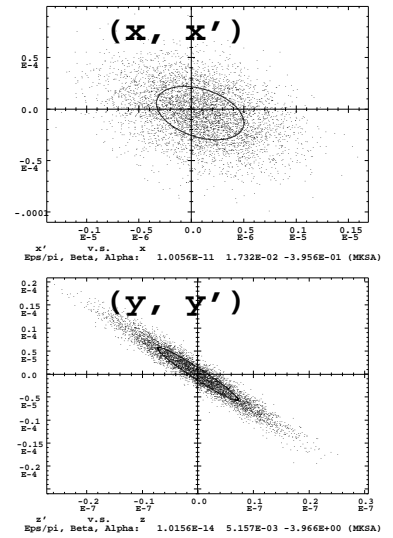 (x, x')
0.5
E-4
0.0
-0.5
E-4
-.0001
-0.1 -0.5 0.0 0.5 0.1 0.15
E-5 E-6 E-6 E-5 E-5
x' v.s. x
Eps/pi, Beta, Alpha: 1.0056E-11 1.732E-02 -3.956E-01 (MKSA)
(y, y')
0.2
E-4
0.15
E-4
0.1
E-4
0.5
E-5
0.0
-0.5
E-5
-0.1
E-4
-0.15
E-4
-0.2
E-4
-0.2 -0.1 0.0 0.1 0.2 0.3
E-7 E-7 E-7 E-7 E-7
z' v.s. z
Eps/pi, Beta, Alpha: 1.0156E-14 5.157E-03 -3.966E+00 (MKSA)